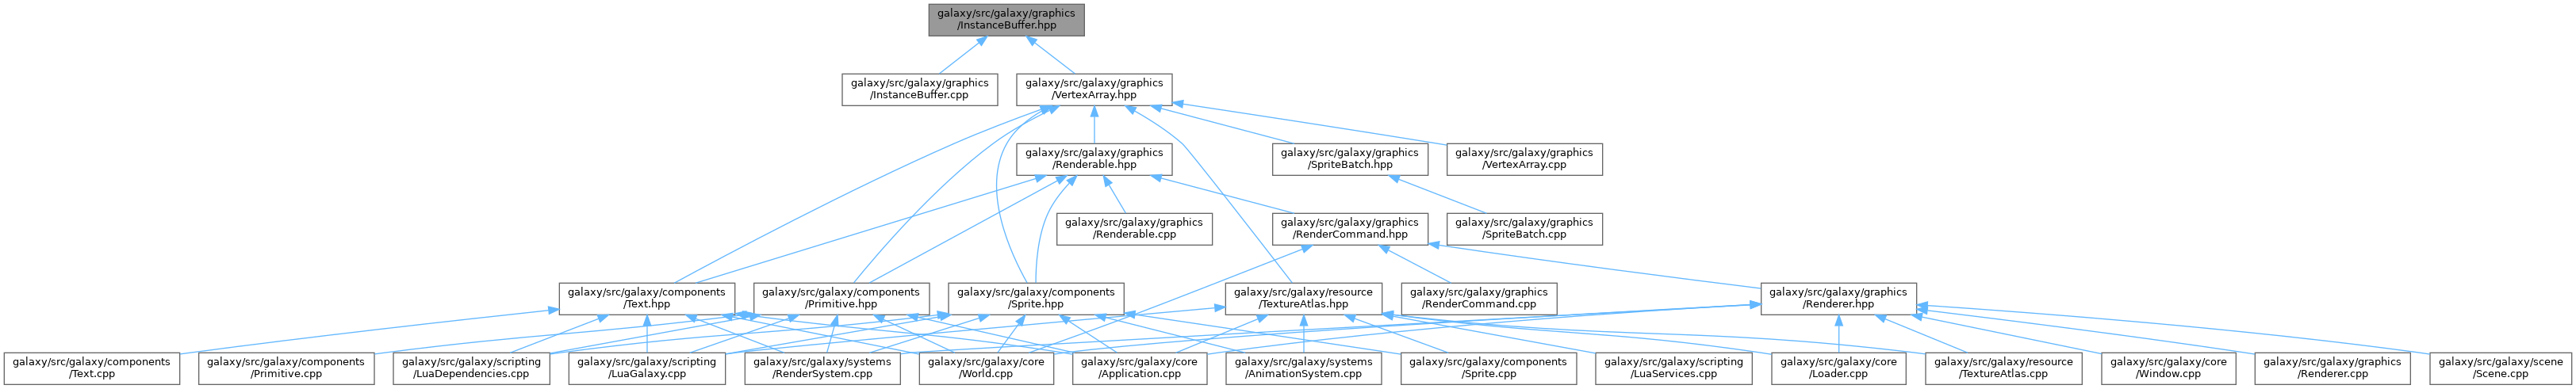 galaxy/src/galaxy/graphics
/InstanceBuffer.hpp
galaxy/src/galaxy/graphics
/InstanceBuffer.cpp
galaxy/src/galaxy/graphics
/VertexArray.hpp
galaxy/src/galaxy/graphics
/Renderable.hpp
galaxy/src/galaxy/graphics
/SpriteBatch.hpp
galaxy/src/galaxy/graphics
/VertexArray.cpp
galaxy/src/galaxy/graphics
/Renderable.cpp
galaxy/src/galaxy/graphics
/RenderCommand.hpp
galaxy/src/galaxy/graphics
/SpriteBatch.cpp
galaxy/src/galaxy/components
/Text.hpp
galaxy/src/galaxy/components
/Primitive.hpp
galaxy/src/galaxy/components
/Sprite.hpp
galaxy/src/galaxy/resource
/TextureAtlas.hpp
galaxy/src/galaxy/graphics
/RenderCommand.cpp
galaxy/src/galaxy/graphics
/Renderer.hpp
galaxy/src/galaxy/components
/Text.cpp
galaxy/src/galaxy/components
/Primitive.cpp
galaxy/src/galaxy/scripting
/LuaDependencies.cpp
galaxy/src/galaxy/scripting
/LuaGalaxy.cpp
galaxy/src/galaxy/systems
/RenderSystem.cpp
galaxy/src/galaxy/core
/World.cpp
galaxy/src/galaxy/core
/Application.cpp
galaxy/src/galaxy/systems
/AnimationSystem.cpp
galaxy/src/galaxy/components
/Sprite.cpp
galaxy/src/galaxy/scripting
/LuaServices.cpp
galaxy/src/galaxy/core
/Loader.cpp
galaxy/src/galaxy/resource
/TextureAtlas.cpp
galaxy/src/galaxy/core
/Window.cpp
galaxy/src/galaxy/graphics
/Renderer.cpp
galaxy/src/galaxy/scene
/Scene.cpp